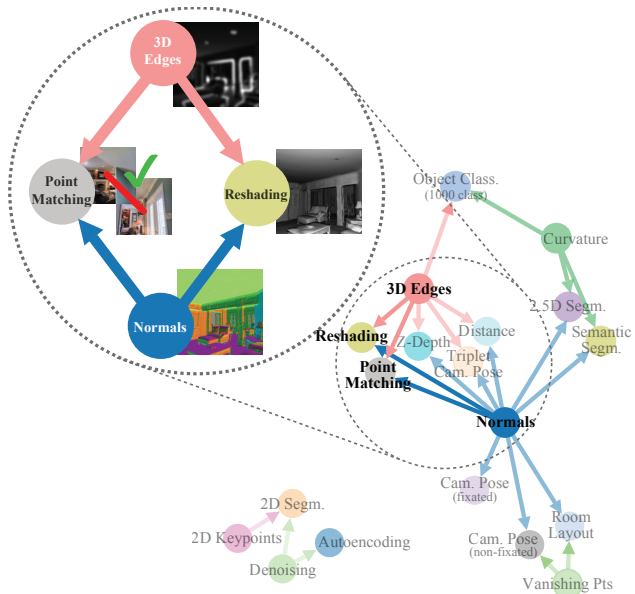 3D
Edges
Point
Matching
Reshading
Normals
Object Class.
(1000 class)
Curvature
3D Edges
2.5D Segm.
Reshading
Z-Depth
Distance
Semantic
Segm.
Point
Matching
Triplet
Cam. Pose
Normals
Cam. Pose
(fixated)
2D Segm.
2D Keypoints
Autoencoding
Denoising
Room
Layout
Cam. Pose
(non-fixated)
Vanishing Pts